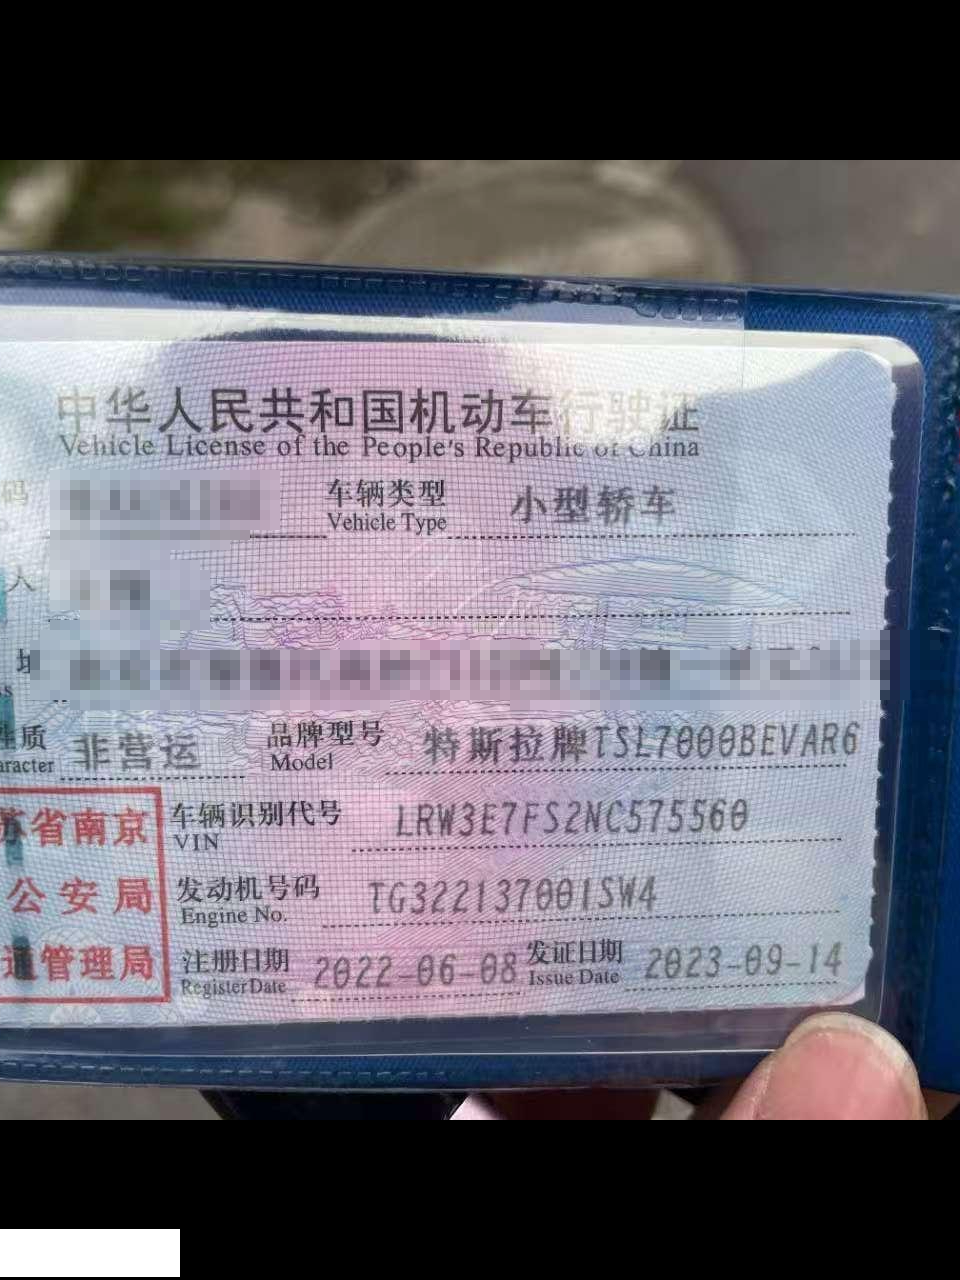 中华人民共和国机动车行驶证
Vehicle License of the People's Republic of China
码 车辆类型 小型轿车
Vehicle Type
人
性质 非营运 品牌型号 特斯拉牌TSL7000BEVAR6
aracter Model
车辆识别代号 LRW3E7FS2NC575560
VIN
发动机号码 TG322137001SW4
Engine No.
注册日期 2022-06-08 发证日期 2023-09-14
Register Date Issue Date
苏省南京
公安局
通管理局